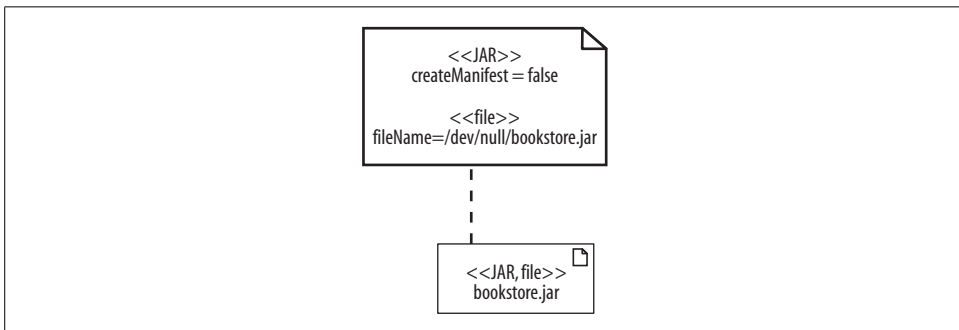 <<JAR>>
createManifest = false
<<file>>
fileName=/dev/null/bookstore.jar
<<JAR, file>>
bookstore.jar